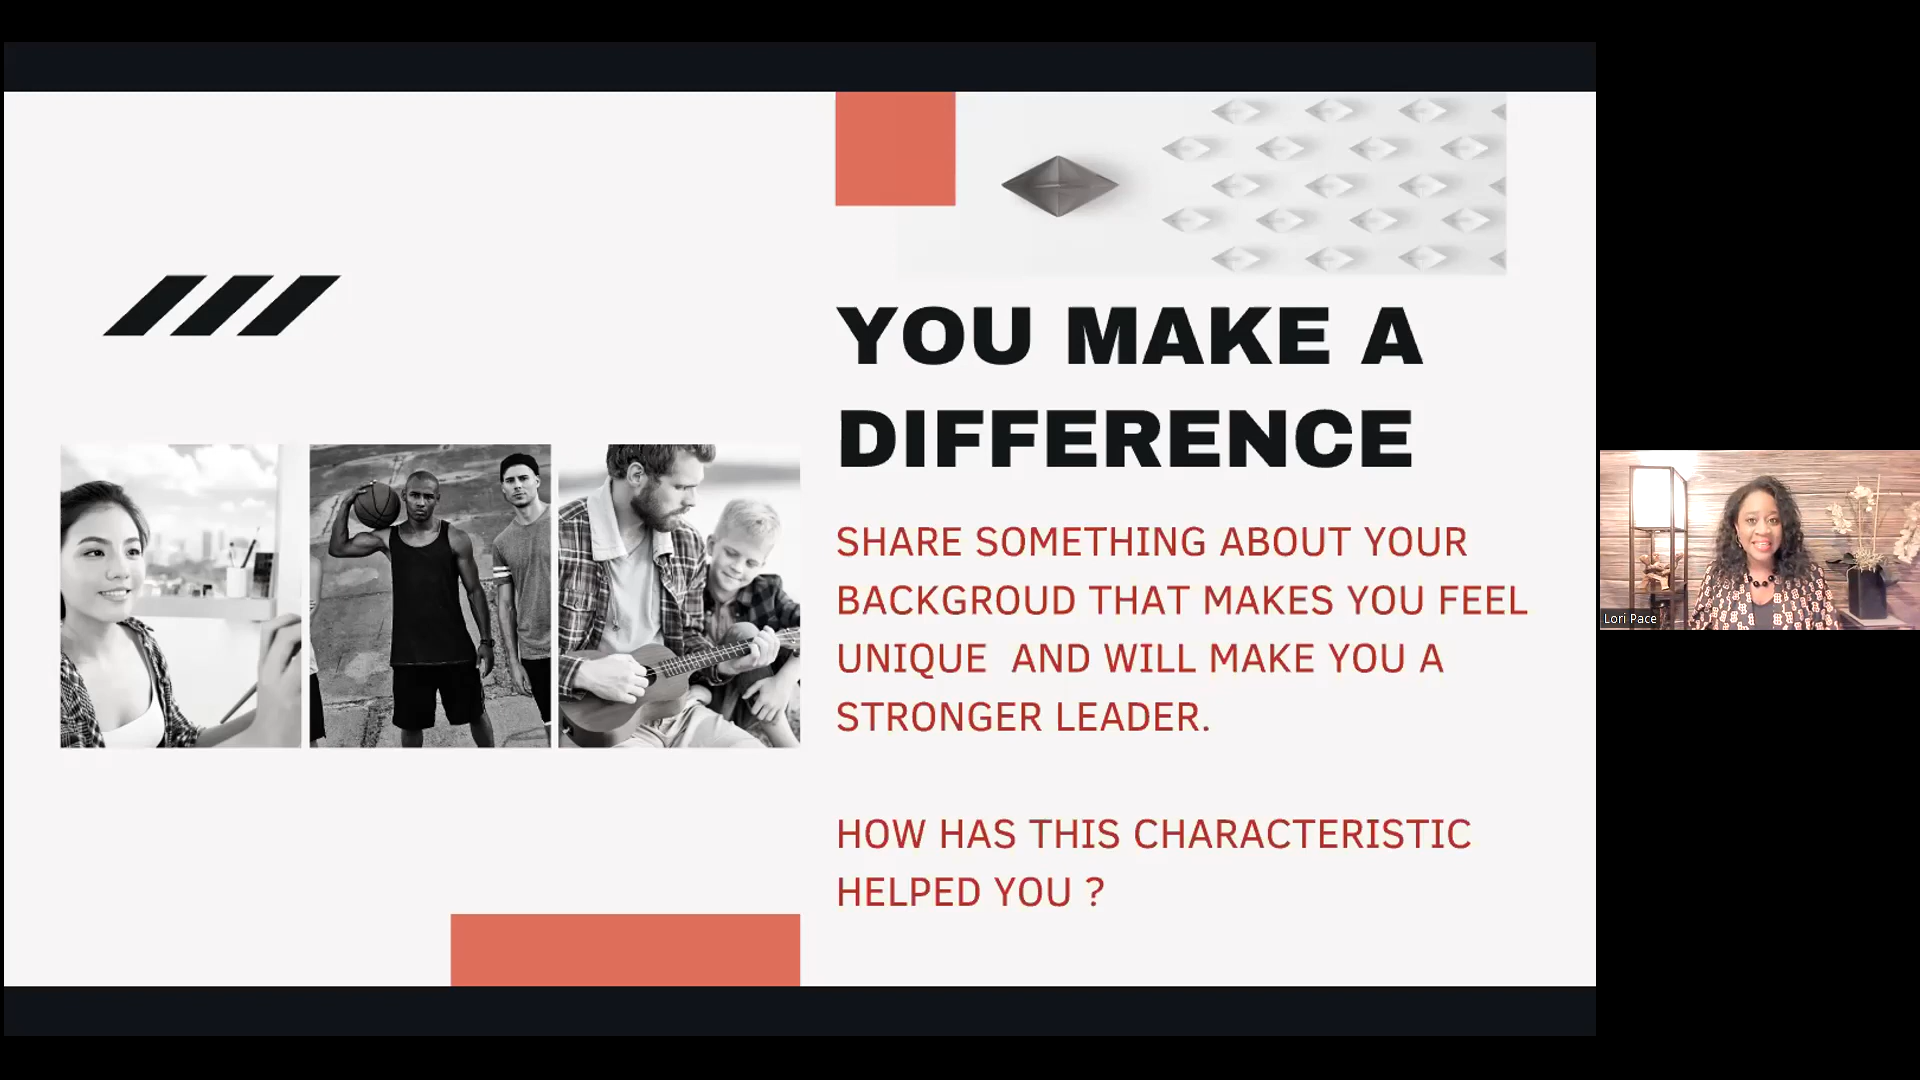 YOU MAKE A
DIFFERENCE
SHARE SOMETHING ABOUT YOUR
BACKGROUD THAT MAKES YOU FEEL
UNIQUE AND WILL MAKE YOU A
STRONGER LEADER.
HOW HAS THIS CHARACTERISTIC
HELPED YOU ?
Lori Pace